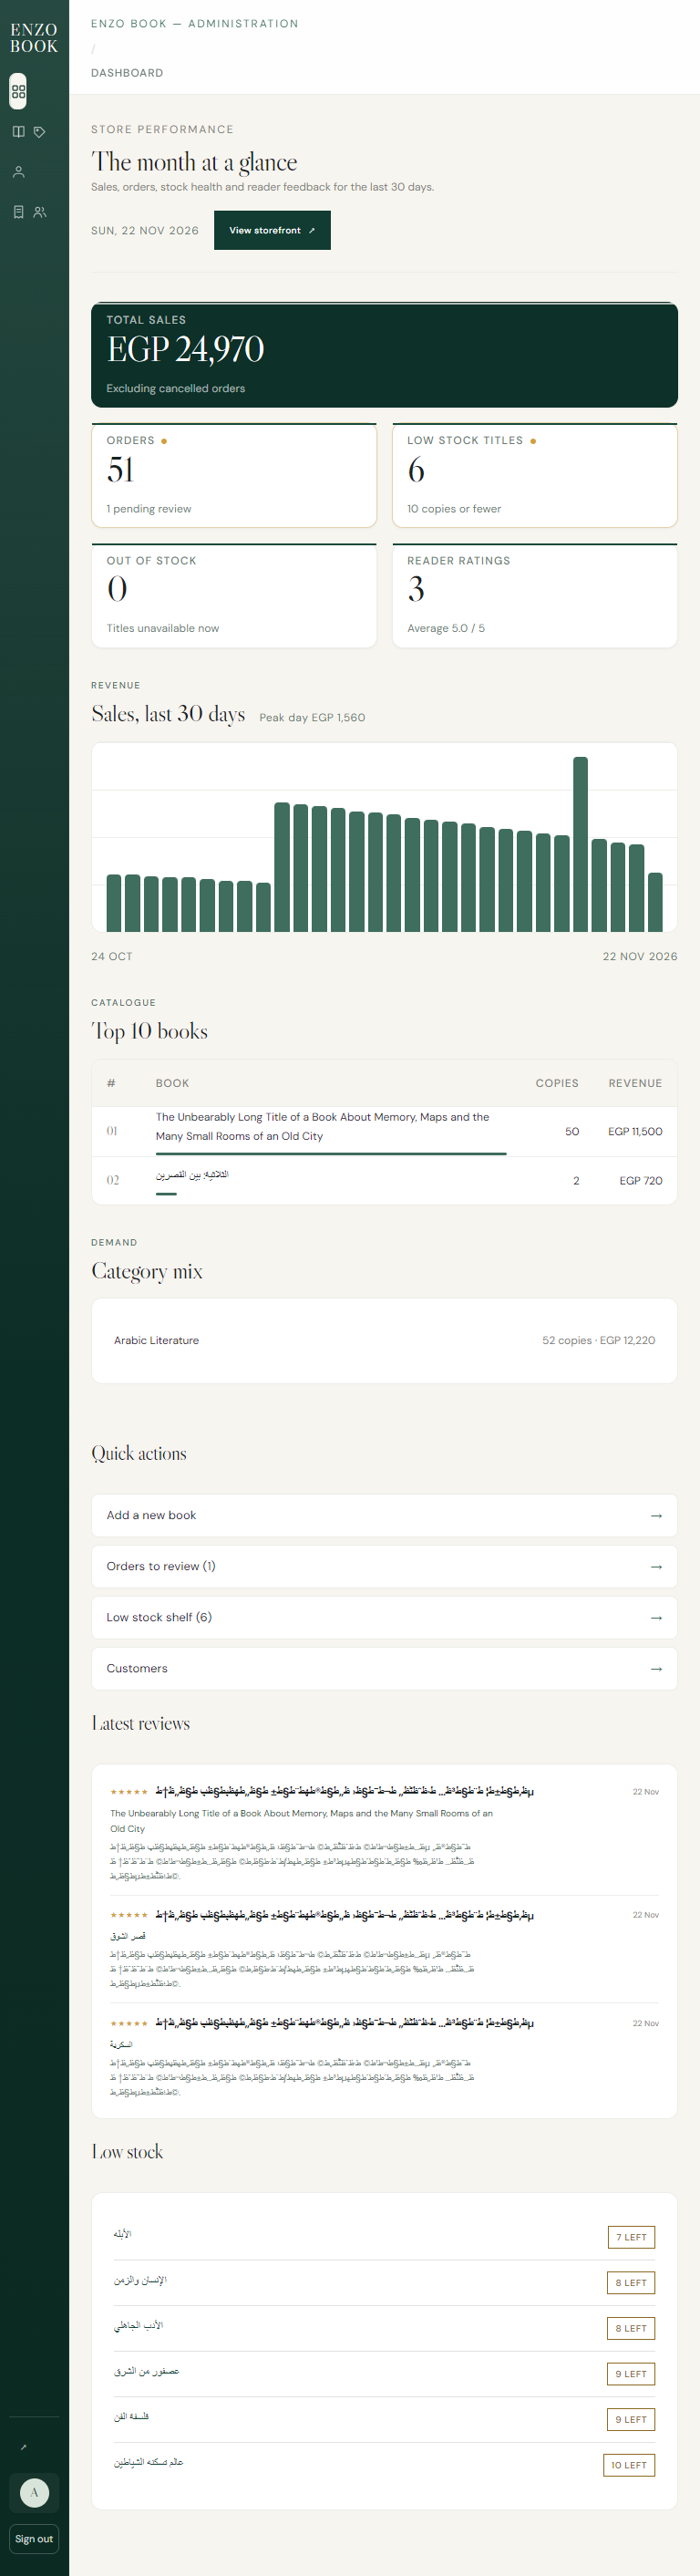 ENZO
BOOK
ENZO BOOK — ADMINISTRATION
/
DASHBOARD
STORE PERFORMANCE
The month at a glance
Sales, orders, stock health and reader feedback for the last 30 days.
SUN, 22 NOV 2026
View storefront ↗
TOTAL SALES
EGP 24,970
Excluding cancelled orders
ORDERS
51
1 pending review
LOW STOCK TITLES
6
10 copies or fewer
OUT OF STOCK
0
Titles unavailable now
READER RATINGS
3
Average 5.0 / 5
REVENUE
Sales, last 30 days
Peak day EGP 1,560
24 OCT
22 NOV 2026
CATALOGUE
Top 10 books
# BOOK COPIES REVENUE
01 The Unbearably Long Title of a Book About Memory, Maps and the
Many Small Rooms of an Old City
50 EGP 11,500
02 الثلاثية: بين القصرين 2 EGP 720
DEMAND
Category mix
Arabic Literature 52 copies · EGP 12,220
Quick actions
Add a new book →
Orders to review (1) →
Low stock shelf (6) →
Customers →
Latest reviews
★★★★★
22 Nov
The Unbearably Long Title of a Book About Memory, Maps and the Many Small Rooms of an
Old City
★★★★★
22 Nov
قصر الشوق
★★★★★
22 Nov
السكرية
Low stock
الأبله 7 LEFT
الإنسان والزمن 8 LEFT
الأدب الجاهلي 8 LEFT
عصفور من الشرق 9 LEFT
فلسفة الفن 9 LEFT
عالم تسكنه الشياطين 10 LEFT
↗
A
Sign out